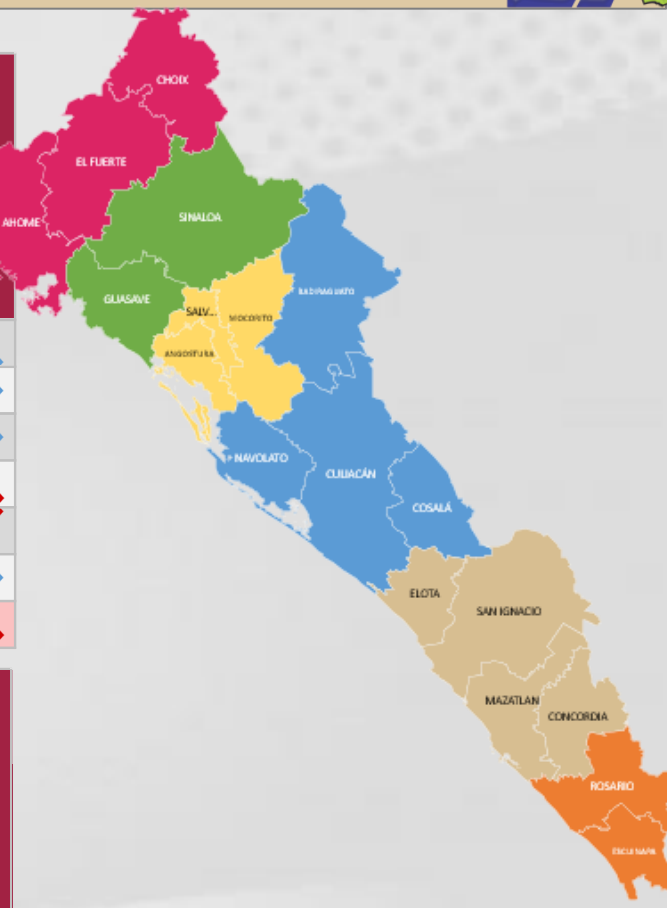 CHOIX
EL FUERTE
AHOME
SINALOA
BADIRAGUATO
GUASAVE
SALV...
MOCORITO
ANGOSTURA
NAVOLATO
CULIACÁN
COSALÁ
ELOTA
SAN IGNACIO
MAZATLAN
CONCORDIA
ROSARIO
ESCUINAPA